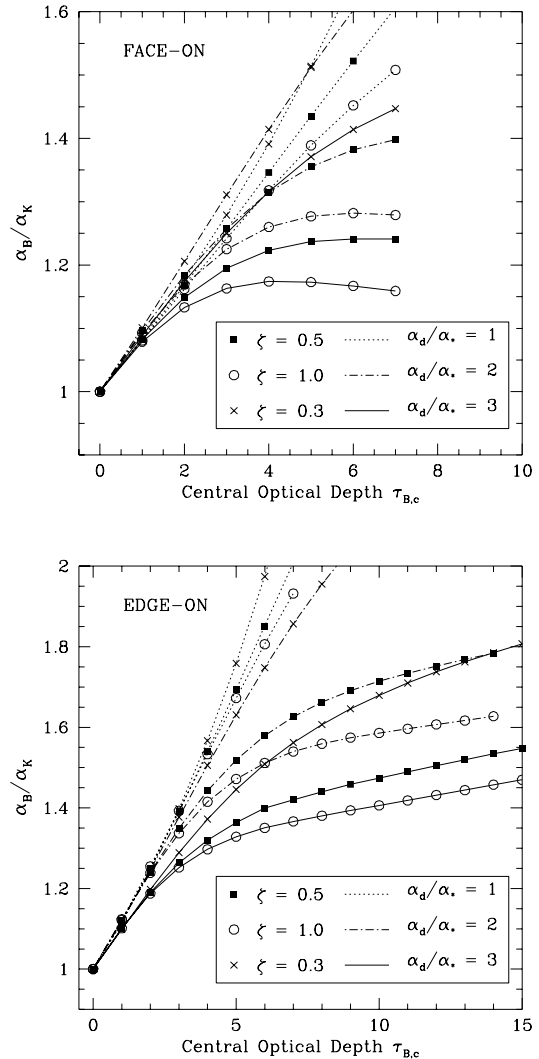 FACE-ON
1.6
1.4
1.2
1
α_B/α_K
ζ = 0.5 α_d/α_* = 1
ζ = 1.0 α_d/α_* = 2
ζ = 0.3 α_d/α_* = 3
0 2 4 6 8 10
Central Optical Depth τ_B,c
EDGE-ON
2
1.8
1.6
1.4
1.2
1
α_B/α_K
ζ = 0.5 α_d/α_* = 1
ζ = 1.0 α_d/α_* = 2
ζ = 0.3 α_d/α_* = 3
0 5 10 15
Central Optical Depth τ_B,c